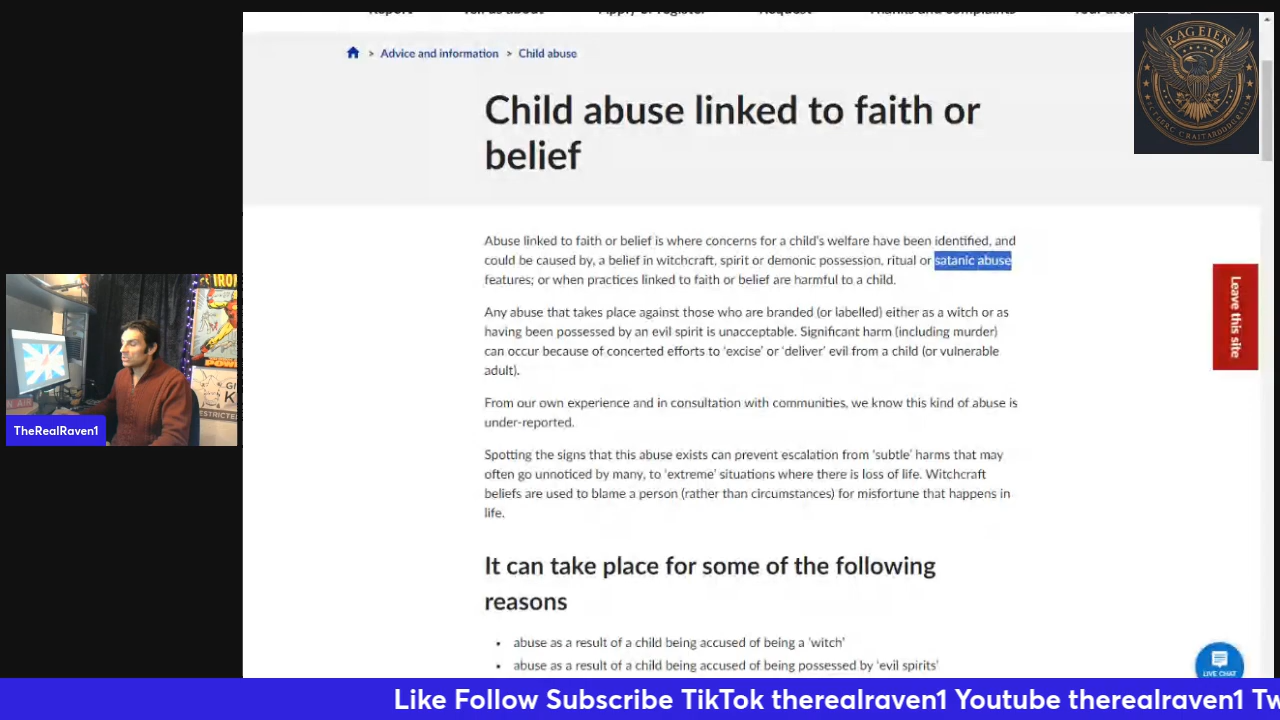 Advice and information > Child abuse
Child abuse linked to faith or
belief
Abuse linked to faith or belief is where concerns for a child's welfare have been identified, and
could be caused by, a belief in witchcraft, spirit or demonic possession, ritual or satanic abuse
features; or when practices linked to faith or belief are harmful to a child.
Any abuse that takes place against those who are branded (or labelled) either as a witch or as
having been possessed by an evil spirit is unacceptable. Significant harm (including murder)
can occur because of concerted efforts to 'excise' or 'deliver' evil from a child (or vulnerable
adult).
From our own experience and in consultation with communities, we know this kind of abuse is
under-reported.
Spotting the signs that this abuse exists can prevent escalation from 'subtle' harms that may
often go unnoticed by many, to 'extreme' situations where there is loss of life. Witchcraft
beliefs are used to blame a person (rather than circumstances) for misfortune that happens in
life.
It can take place for some of the following
reasons
• abuse as a result of a child being accused of being a 'witch'
• abuse as a result of a child being accused of being possessed by 'evil spirits'
Leave this site
LIVE CHAT
RAGEIEN
TheRealRaven1
Like Follow Subscribe TikTok therealraven1 Youtube therealraven1 Tw